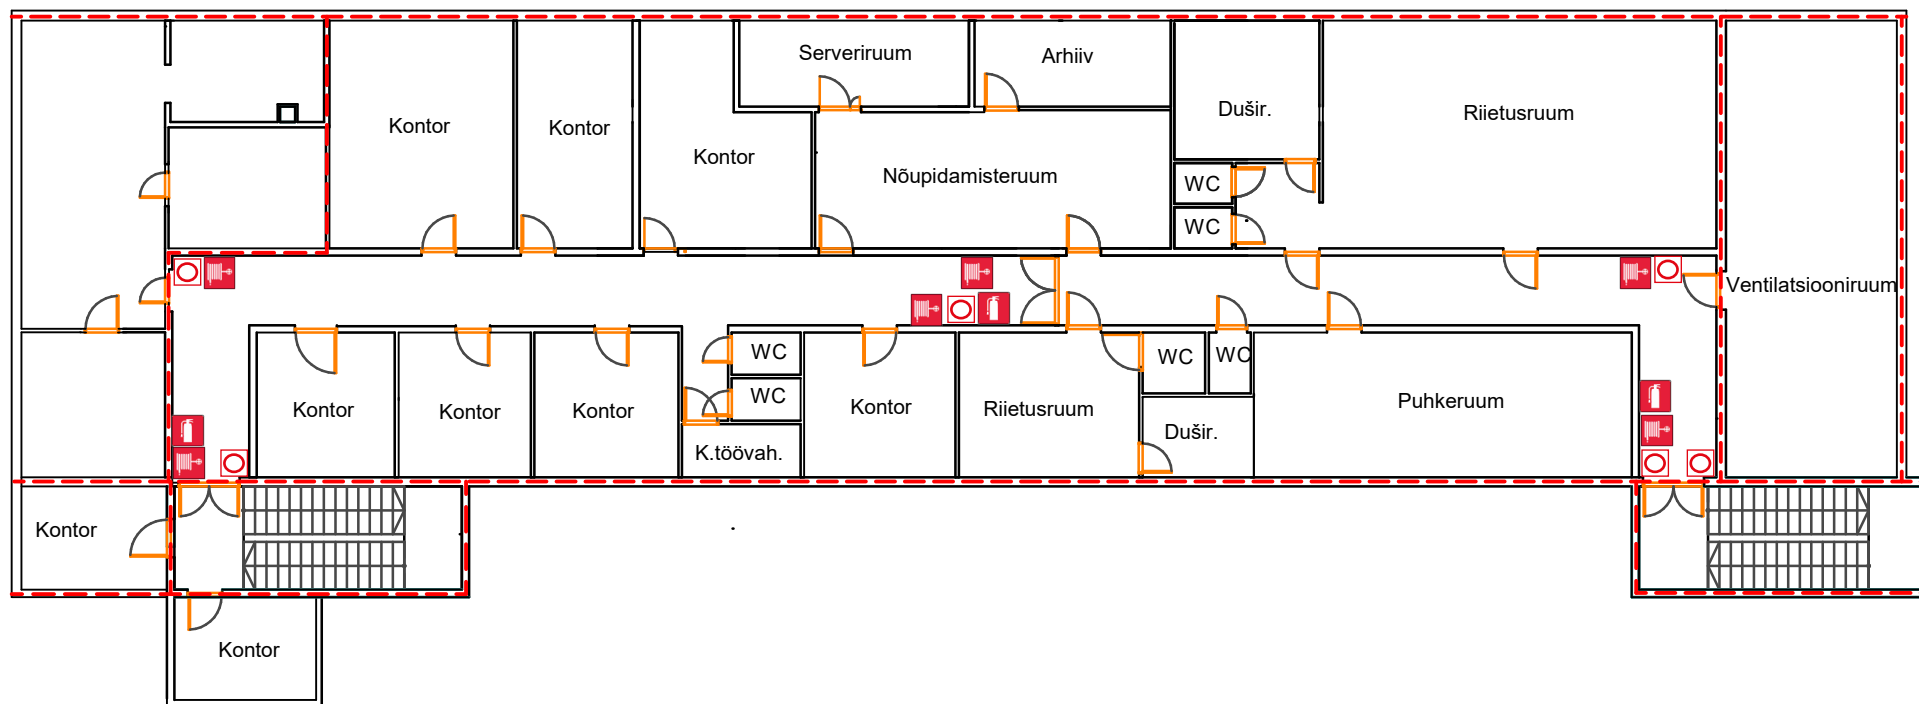 Serveriruum
Arhiiv
Kontor
Kontor
Kontor
Dušir.
Riietusruum
Nõupidamisteruum
WC
WC
Ventilatsiooniruum
WC
WC
WC
WC
Kontor
Kontor
Kontor
Kontor
Riietusruum
Puhkeruum
Dušir.
K.töövah.
Kontor
Kontor